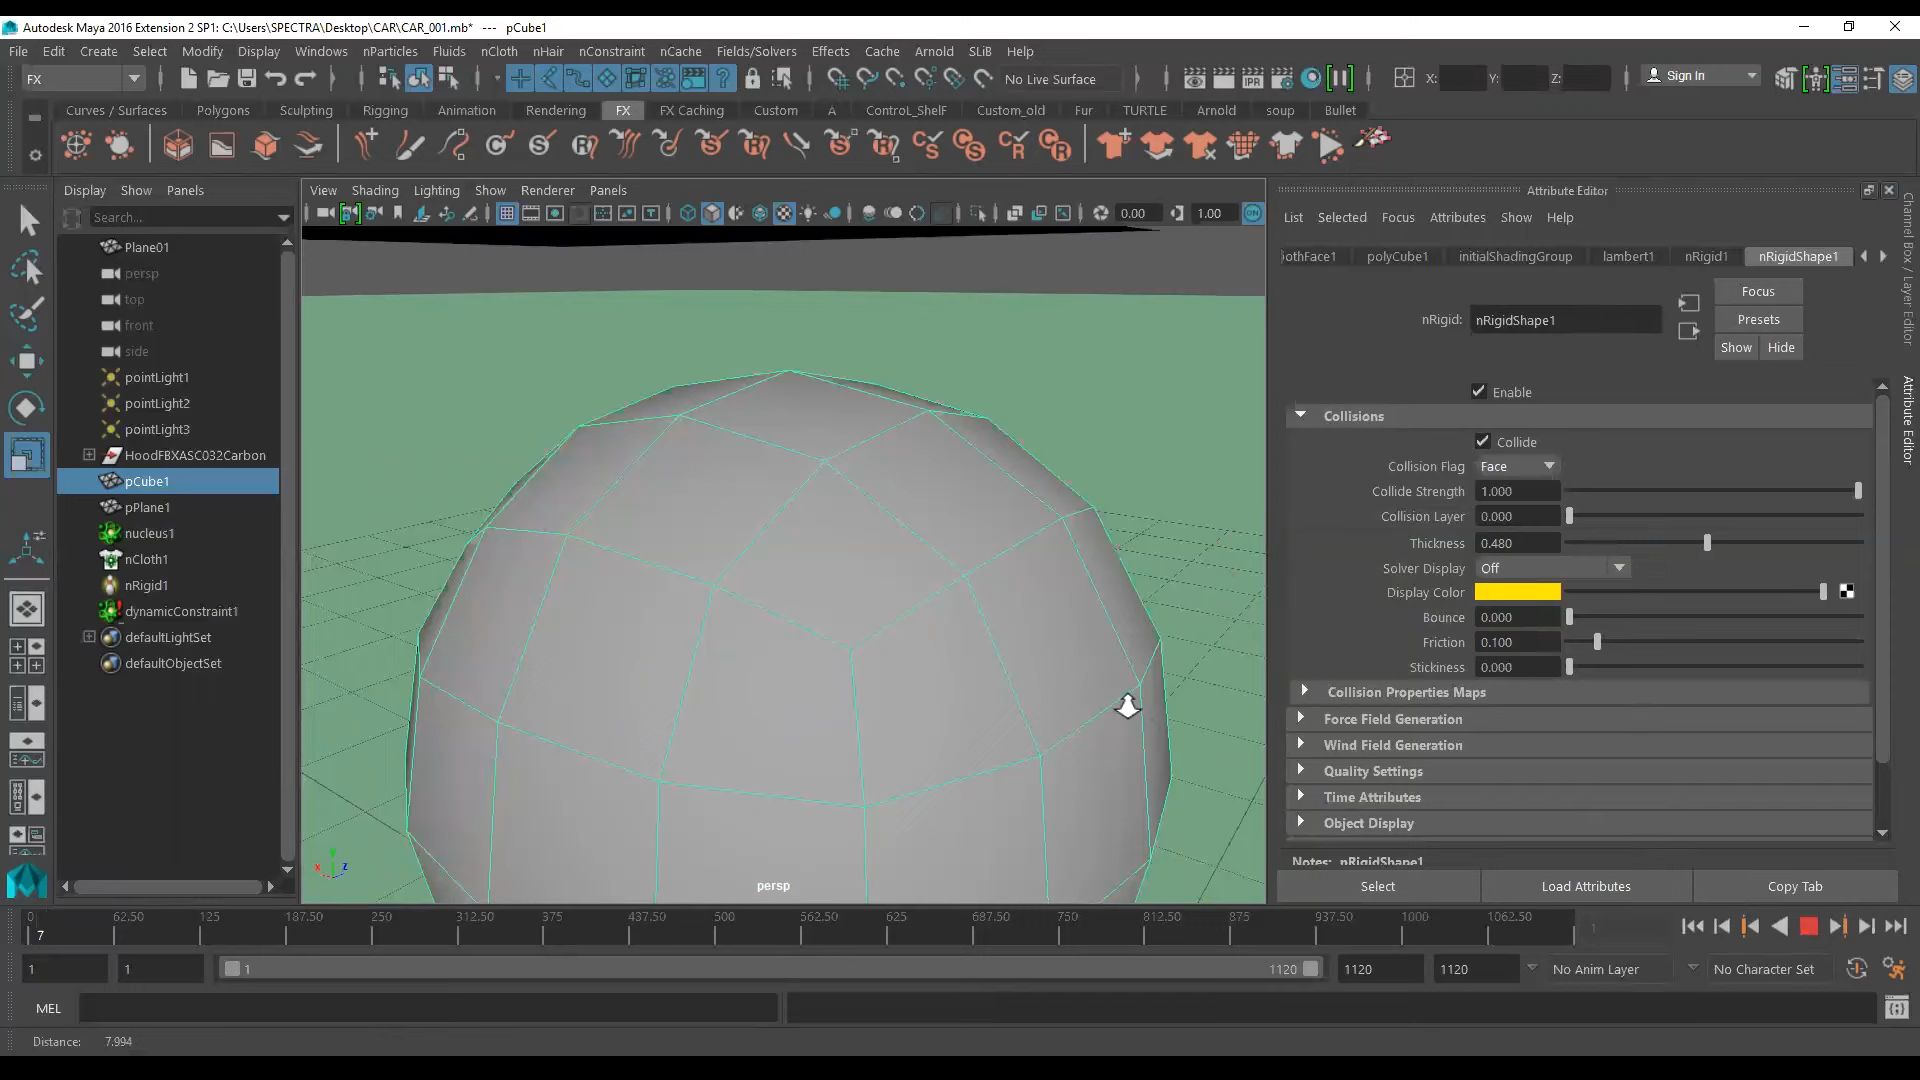 Autodesk Maya 2016 Extension 2 SP1: C:\Users\SPECTRA\Desktop\CAR\CAR_001.mb* --- pCube1
File Edit Create Select Modify Display Windows nParticles Fluids nCloth nHair nConstraint nCache Fields/Solvers Effects Cache Arnold SLiB Help
FX No Live Surface IPR X: Y: Z: Sign In
Curves / Surfaces Polygons Sculpting Rigging Animation Rendering FX FX Caching Custom A ControL_ShelF Custom_old Fur TURTLE Arnold soup Bullet
Display Show Panels
Search...
Plane01
persp
top
front
side
pointLight1
pointLight2
pointLight3
HoodFBXASC032Carbon
pCube1
pPlane1
nucleus1
nCloth1
nRigid1
dynamicConstraint1
defaultLightSet
defaultObjectSet
View Shading Lighting Show Renderer Panels
0.00 1.00 ON
y
x z
persp
Attribute Editor
List Selected Focus Attributes Show Help
othFace1 polyCube1 initialShadingGroup lambert1 nRigid1 nRigidShape1
nRigid: nRigidShape1
Focus
Presets
Show Hide
Enable
Collisions
Collide
Collision Flag Face
Collide Strength 1.000
Collision Layer 0.000
Thickness 0.480
Solver Display Off
Display Color
Bounce 0.000
Friction 0.100
Stickiness 0.000
Collision Properties Maps
Force Field Generation
Wind Field Generation
Quality Settings
Time Attributes
Object Display
Notes: nRigidShape1
Select Load Attributes Copy Tab
Channel Box / Layer Editor
Attribute Editor
0 62.50 125 187.50 250 312.50 375 437.50 500 562.50 625 687.50 750 812.50 875 937.50 1000 1062.50
7 1
1 1 1 1120 1120 1120 No Anim Layer No Character Set
MEL
Distance: 7.994